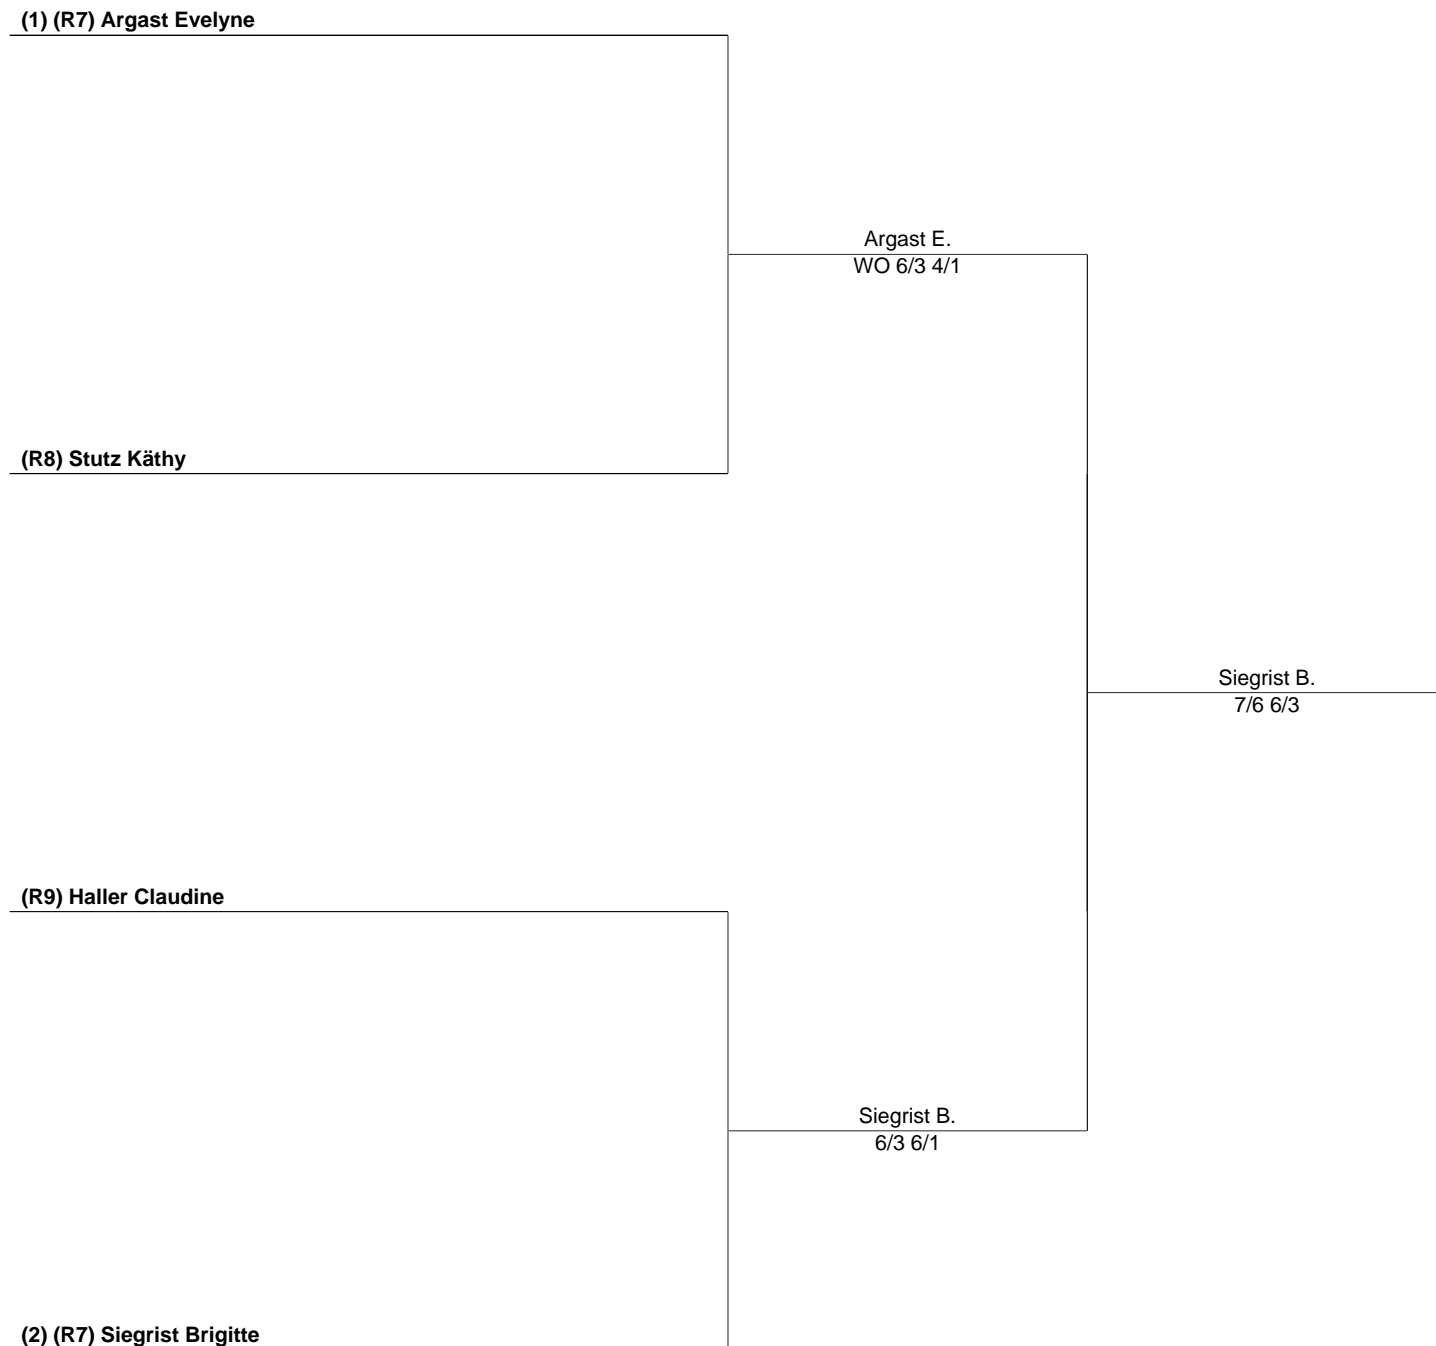 (1) (R7) Argast Evelyne
Argast E.
WO 6/3 4/1
(R8) Stutz Käthy
Siegrist B.
7/6 6/3
(R9) Haller Claudine
Siegrist B.
6/3 6/1
(2) (R7) Siegrist Brigitte